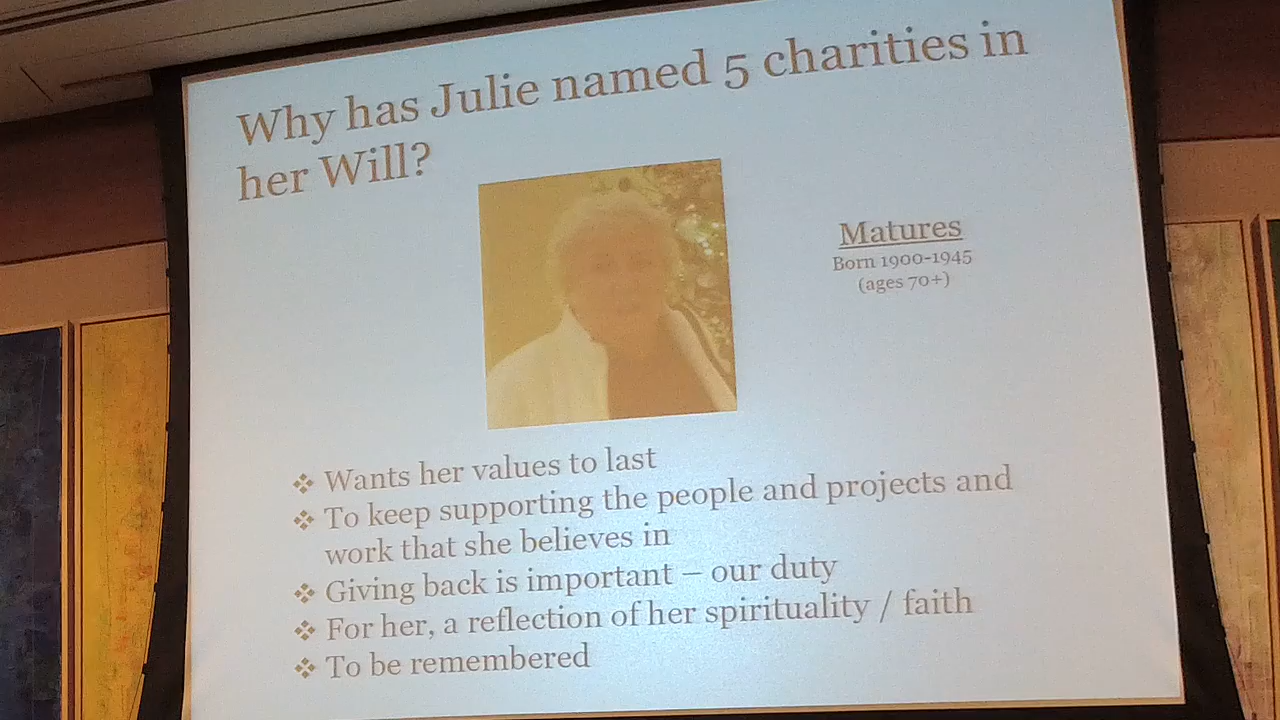 Why has Julie named 5 charities in
her Will?
Matures
Born 1900-1945
(ages 70+)
❖ Wants her values to last
❖ To keep supporting the people and projects and
work that she believes in
❖ Giving back is important – our duty
❖ For her, a reflection of her spirituality / faith
❖ To be remembered